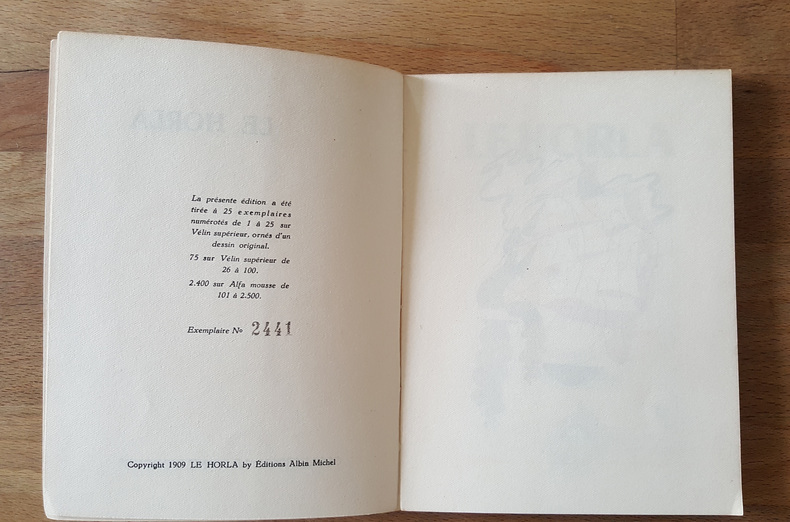 LE HORLA
La présente édition a été
tirée à 25 exemplaires
numérotés de 1 à 25 sur
Vélin supérieur, ornés d'un
dessin original.
75 sur Vélin supérieur de
26 à 100.
2.400 sur Alfa mousse de
101 à 2.500.
Exemplaire No 2441
Copyright 1909 LE HORLA by Éditions Albin Michel
LE HORLA